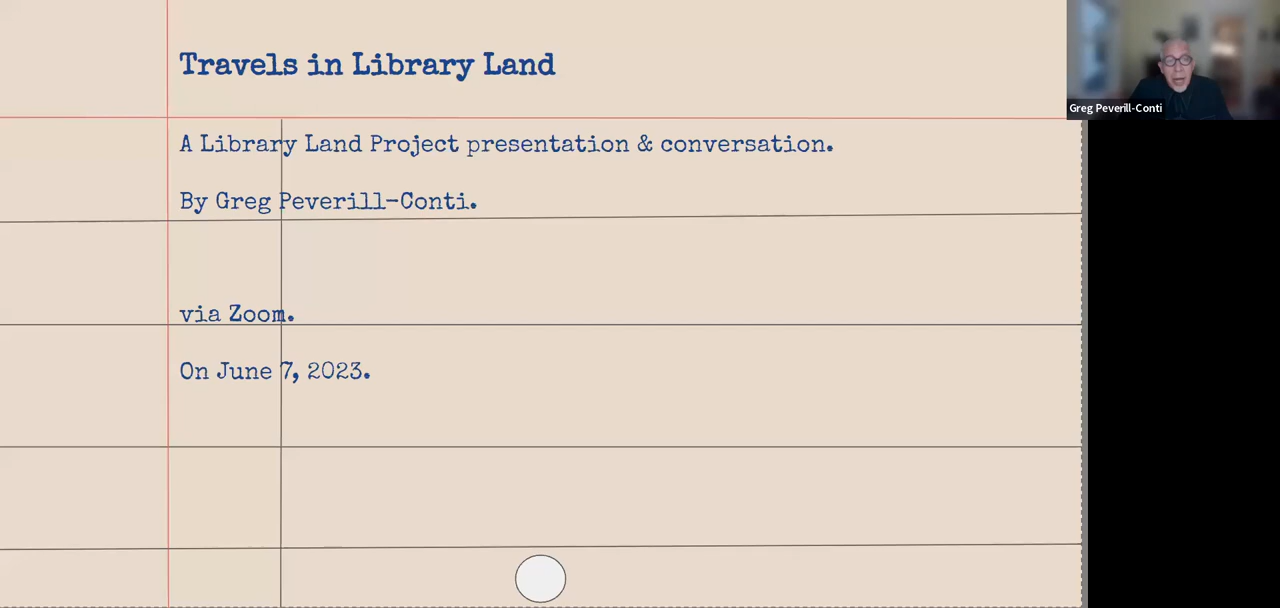 Travels in Library Land
Greg Peverill-Conti
A Library Land Project presentation & conversation.
By Greg Peverill-Conti.
via Zoom.
On June 7, 2023.